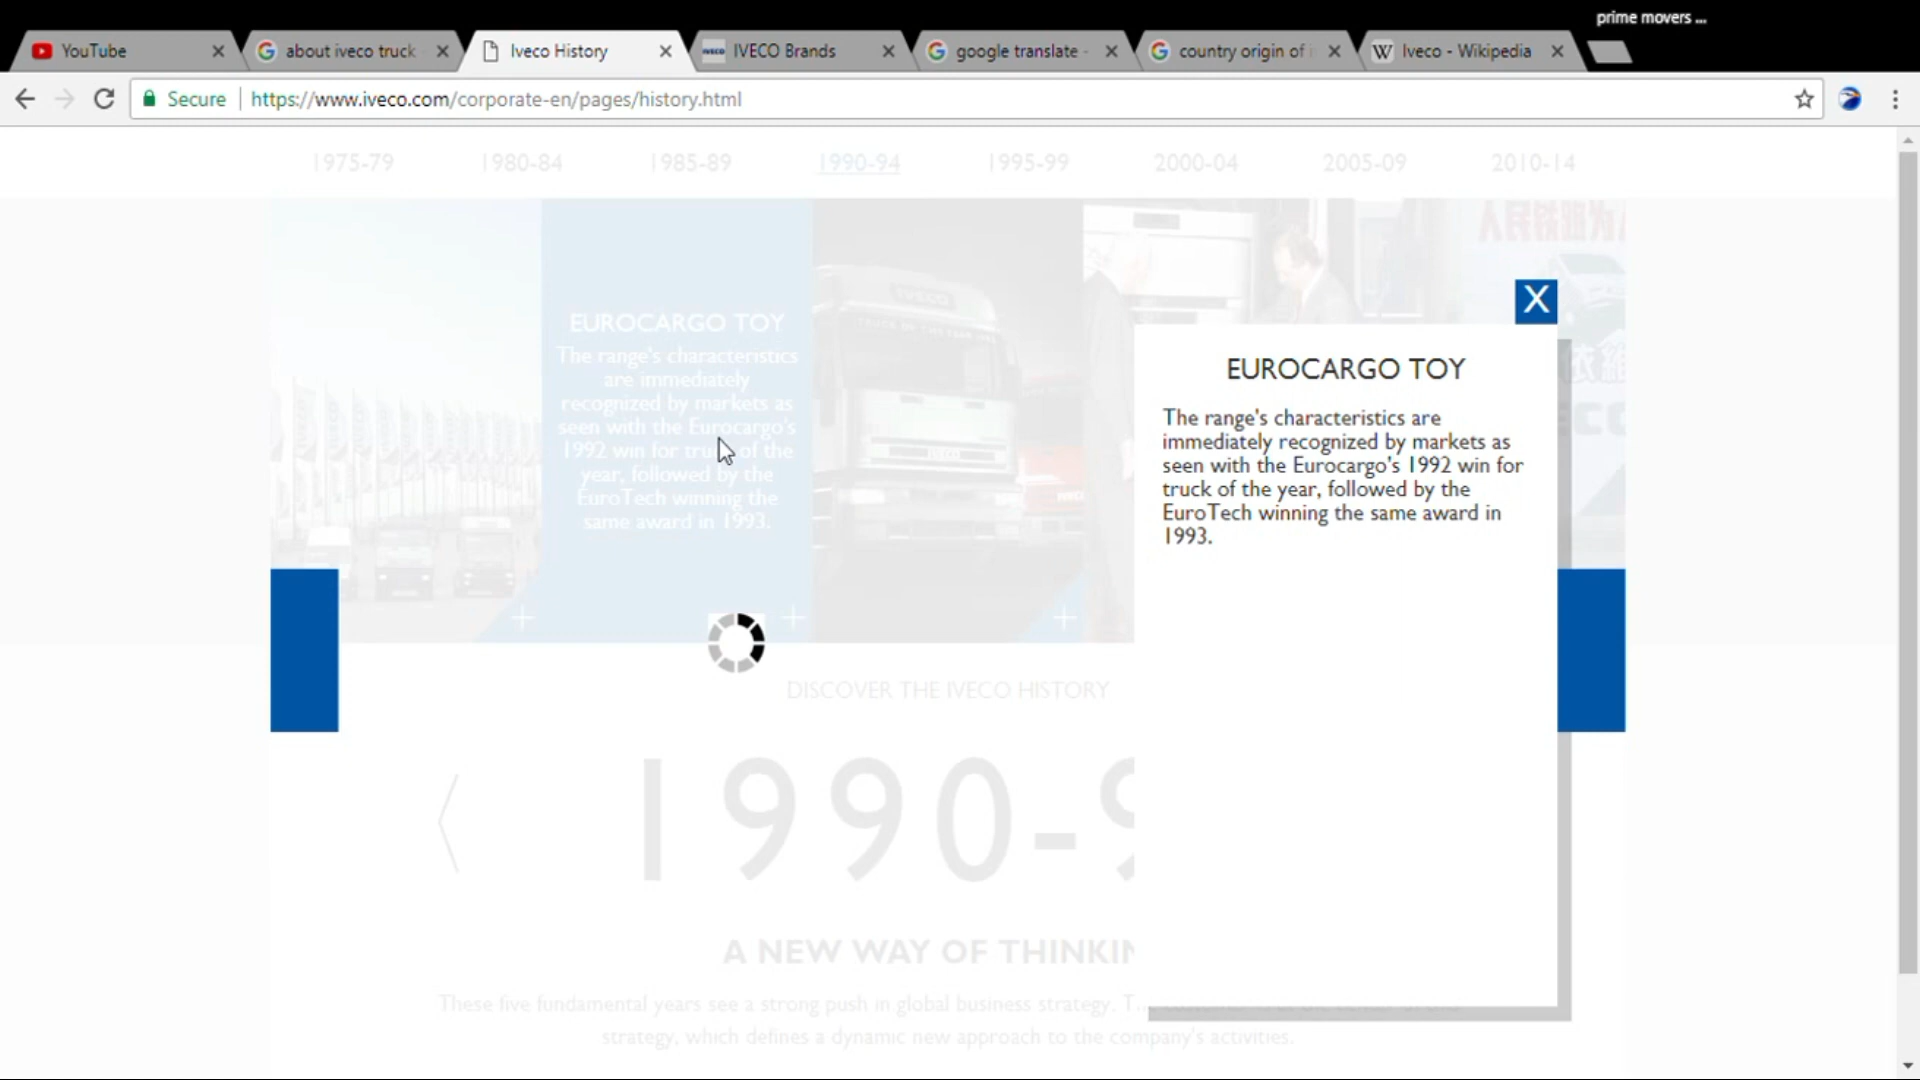 prime movers ...
YouTube
about iveco truck
Iveco History
IVECO Brands
google translate -
country origin of i
Iveco - Wikipedia
Secure
https://www.iveco.com/corporate-en/pages/history.html
1975-79
1980-84
1985-89
1990-94
1995-99
2000-04
2005-09
2010-14
EUROCARGO TOY
The range's characteristics
are immediately
recognized by markets as
seen with the Eurocargo's
1992 win for truck of the
year, followed by the
EuroTech winning the
same award in 1993.
X
EUROCARGO TOY
The range's characteristics are
immediately recognized by markets as
seen with the Eurocargo's 1992 win for
truck of the year, followed by the
EuroTech winning the same award in
1993.
DISCOVER THE IVECO HISTORY
1990-9
A NEW WAY OF THINKIN
These five fundamental years see a strong push in global business strategy.
strategy, which defines a dynamic new approach to the company's activities.